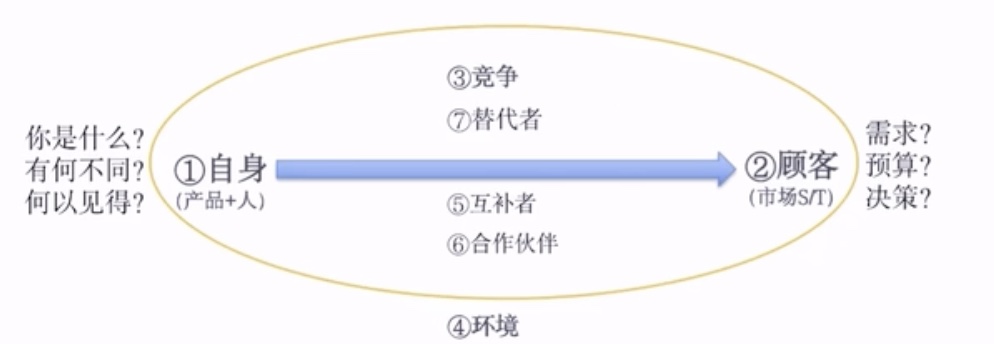 ③竞争
⑦替代者
你是什么?
有何不同?
何以见得?
①自身
(产品+人)
②顾客
(市场S/T)
需求?
预算?
决策?
⑤互补者
⑥合作伙伴
④环境